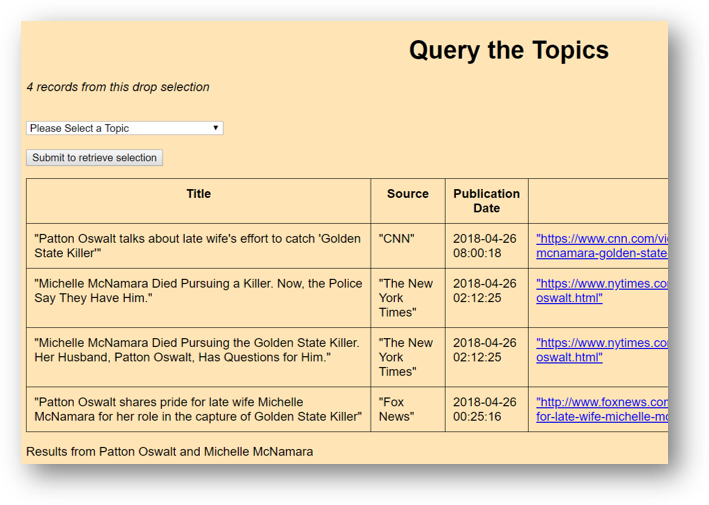 Query the Topics
4 records from this drop selection
Please Select a Topic
Submit to retrieve selection
Title
Source
Publication
Date
"Patton Oswalt talks about late wife's effort to catch 'Golden
State Killer'"
"CNN"
2018-04-26
08:00:18
"https://www.cnn.com/vi
mcnamara-golden-state
"Michelle McNamara Died Pursuing a Killer. Now, the Police
Say They Have Him."
"The New
York
Times"
2018-04-26
02:12:25
"https://www.nytimes.co
oswalt.html"
"Michelle McNamara Died Pursuing the Golden State Killer.
Her Husband, Patton Oswalt, Has Questions for Him."
"The New
York
Times"
2018-04-26
02:12:25
"https://www.nytimes.co
oswalt.html"
"Patton Oswalt shares pride for late wife Michelle
McNamara for her role in the capture of Golden State Killer"
"Fox
News"
2018-04-26
00:25:16
"http://www.foxnews.co
for-late-wife-michelle-m
Results from Patton Oswalt and Michelle McNamara